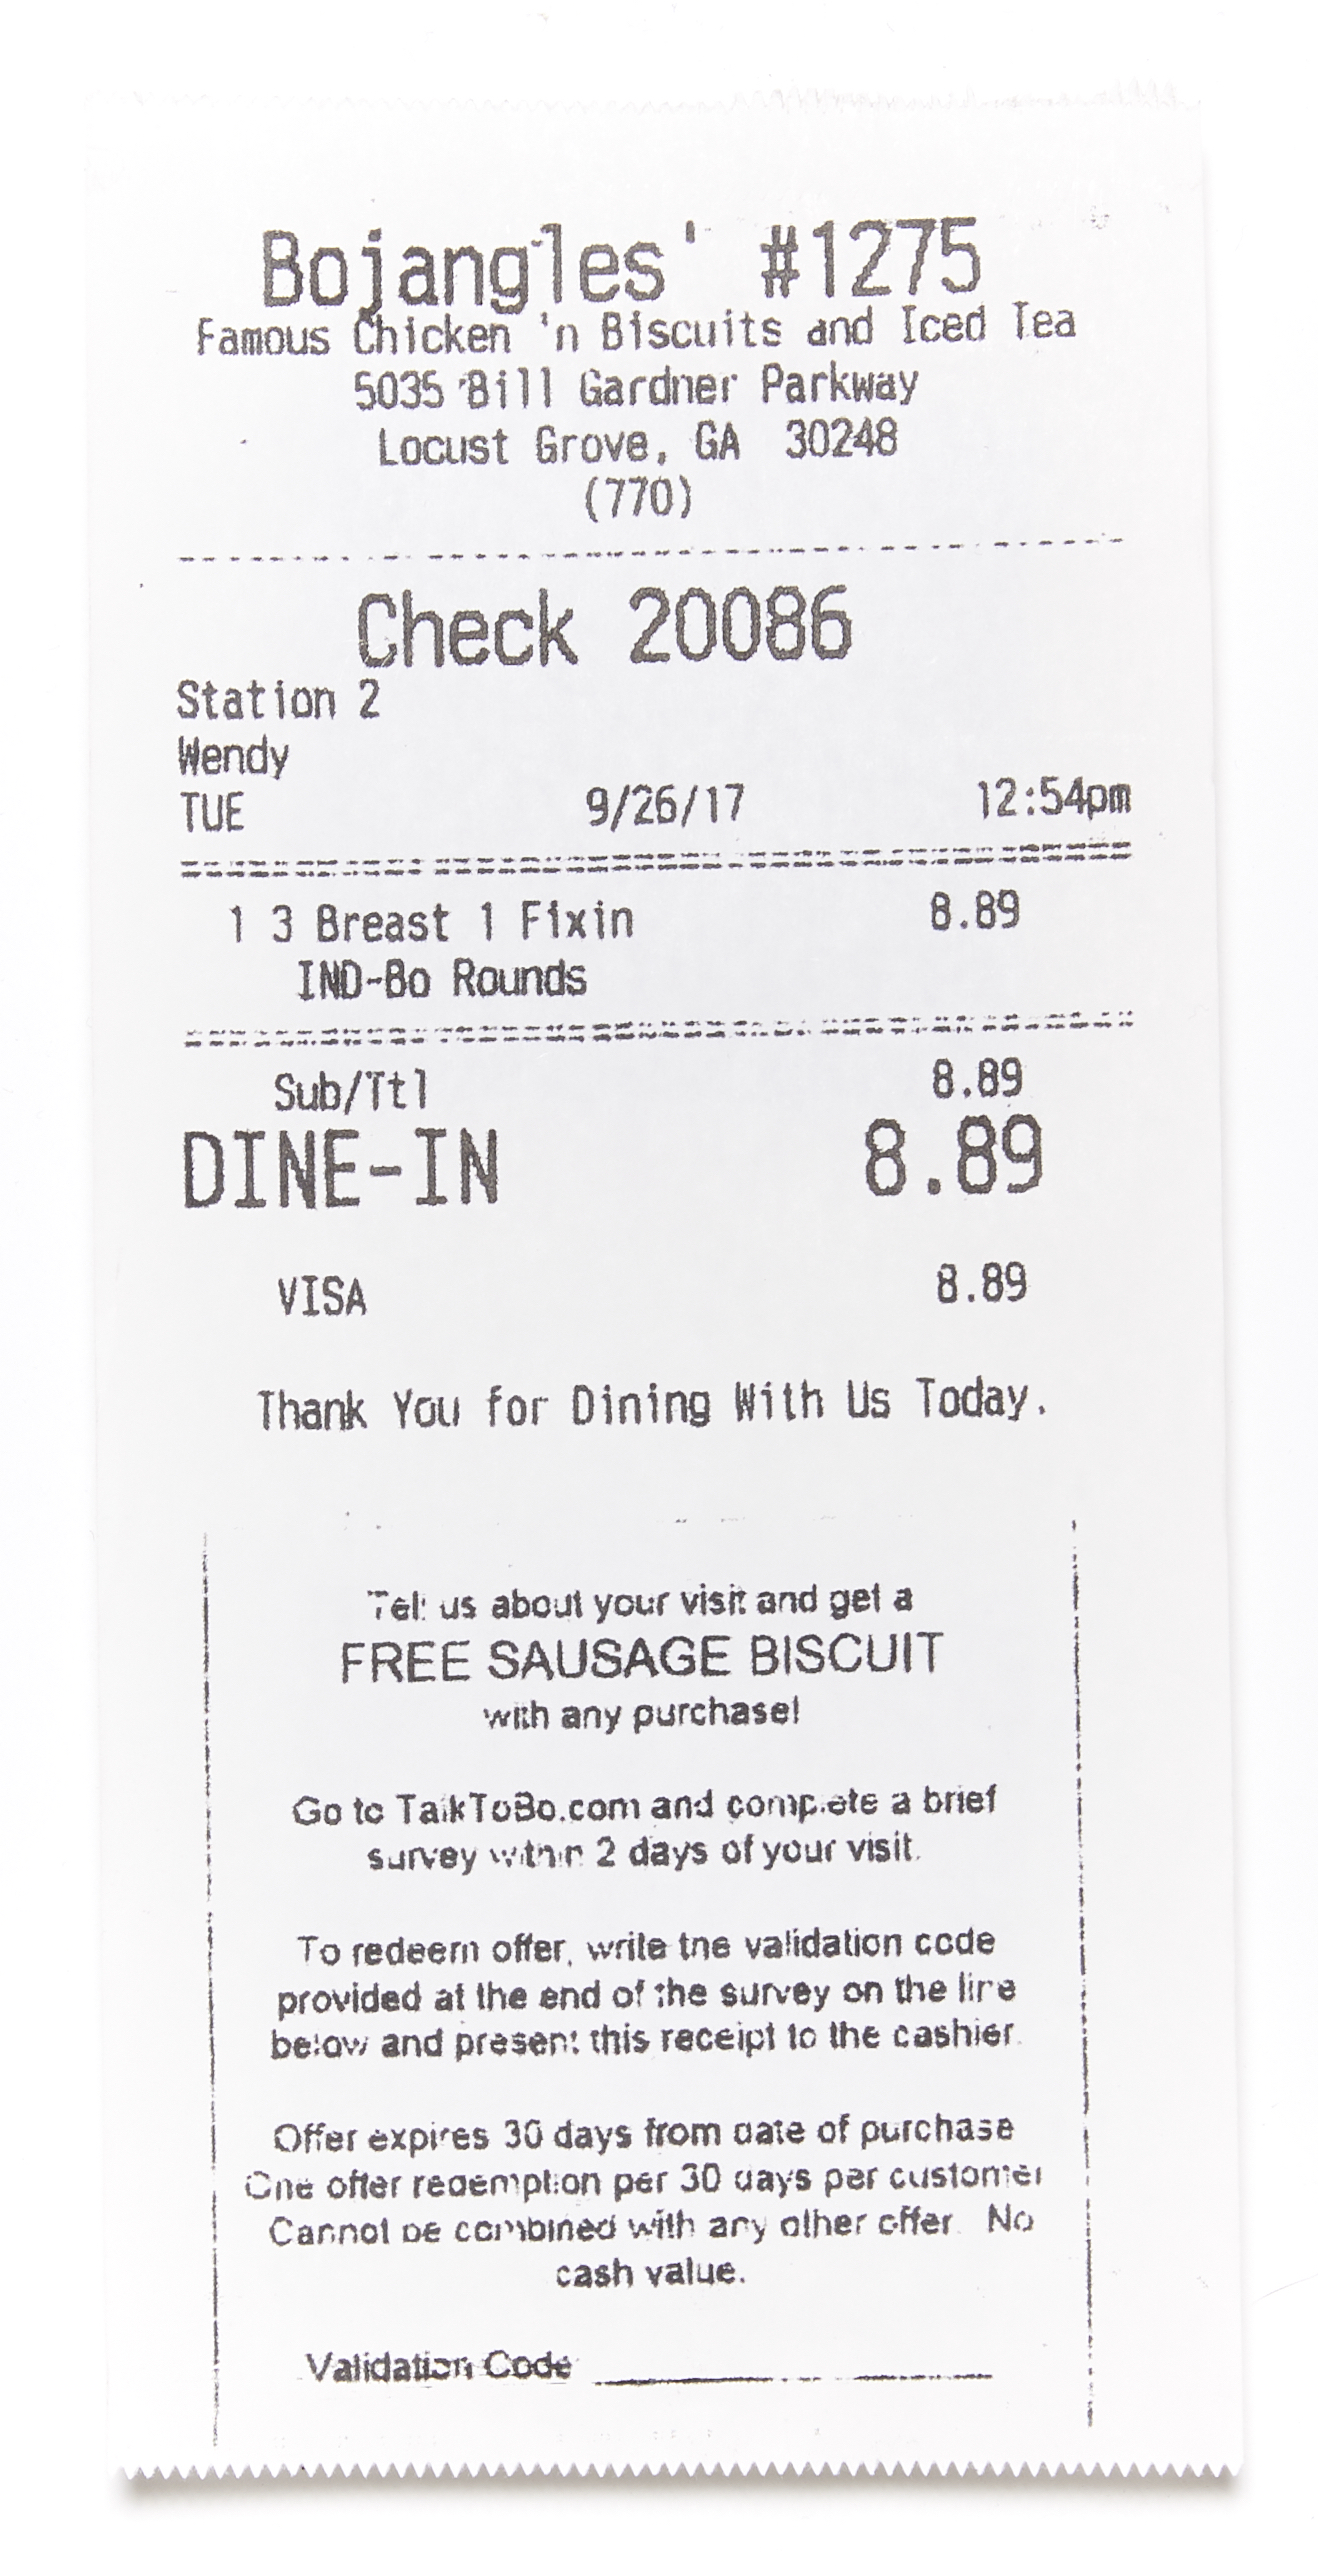 Bojangles' #1275
Famous Chicken 'n Biscuits and Iced Tea
5035 Bill Gardner Parkway
Locust Grove, GA 30248
(770)
Check 20086
Station 2
Wendy
TUE 9/26/17 12:54pm
1 3 Breast 1 Fixin 8.89
IND-Bo Rounds
Sub/Ttl 8.89
DINE-IN 8.89
VISA 8.89
Thank You for Dining With Us Today.
Tell us about your visit and get a
FREE SAUSAGE BISCUIT
with any purchase!
Go to TalkToBo.com and complete a brief
survey within 2 days of your visit.
To redeem offer, write the validation code
provided at the end of the survey on the line
below and present this receipt to the cashier.
Offer expires 30 days from date of purchase
One offer redemption per 30 days per customer
Cannot be combined with any other offer. No
cash value.
Validation Code